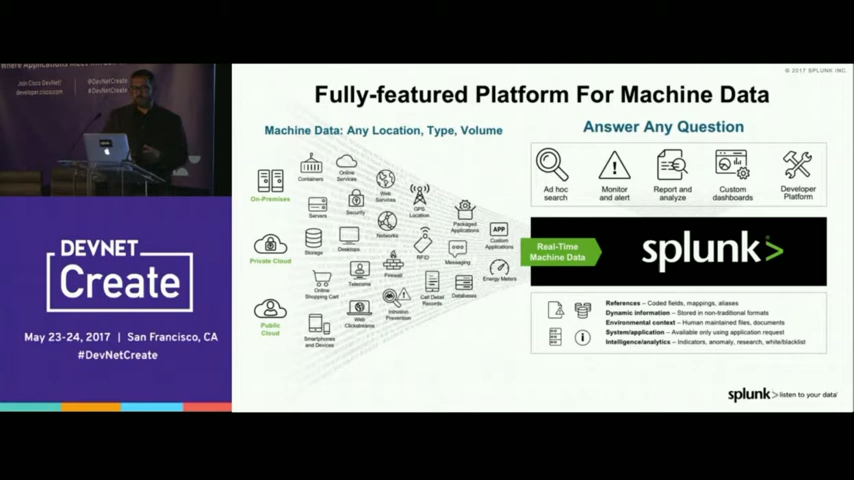 where Applications Meet
Join Cisco DevNet!
developer.cisco.com
#DevNetCreate
@DevNetCreate
DEVNET
Create
May 23-24, 2017 | San Francisco, CA
#DevNetCreate
© 2017 SPLUNK INC.
Fully-featured Platform For Machine Data
Machine Data: Any Location, Type, Volume
Answer Any Question
On-Premises
Private Cloud
Public
Cloud
Containers
Online
Services
Web
Services
Servers
Security
GPS
Location
Storage
Desktops
Networks
Packaged
Applications
APP
Custom
Applications
RFID
Messaging
Online
Shopping Cart
Telecoms
Firewall
Energy Meters
Call Detail
Records
Databases
Smartphones
and Devices
Web
Clickstreams
Intrusion
Prevention
Ad hoc
search
Monitor
and alert
Report and
analyze
Custom
dashboards
Developer
Platform
Real-Time
Machine Data
splunk>
References – Coded fields, mappings, aliases
Dynamic information – Stored in non-traditional formats
Environmental context – Human maintained files, documents
System/application – Available only using application request
Intelligence/analytics – Indicators, anomaly, research, white/blacklist
splunk> listen to your data